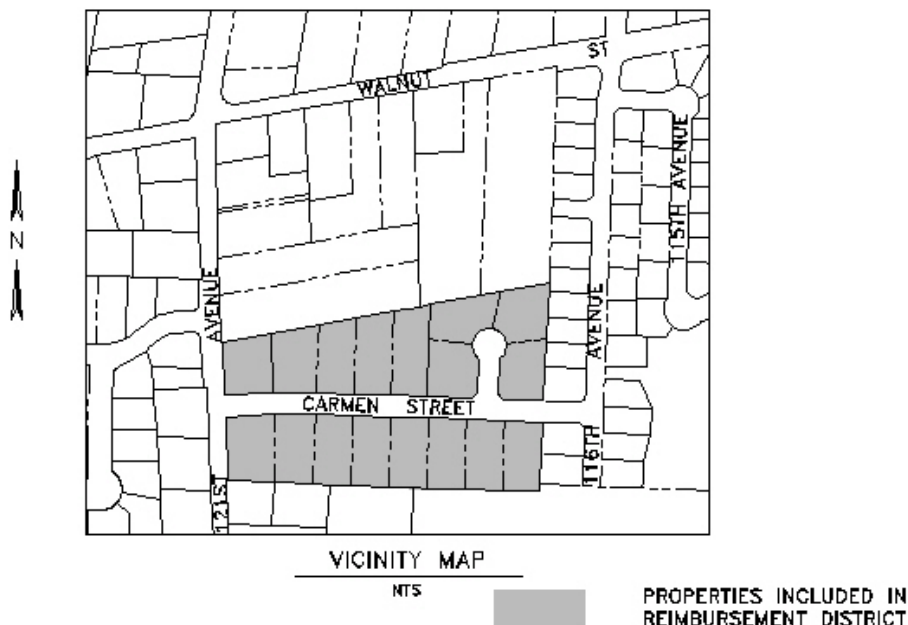 WALNUT ST
115TH AVENUE
N
AVENUE
AVENUE
CARMEN STREET
116TH
121ST
VICINITY MAP
NTS
PROPERTIES INCLUDED IN
REIMBURSEMENT DISTRICT